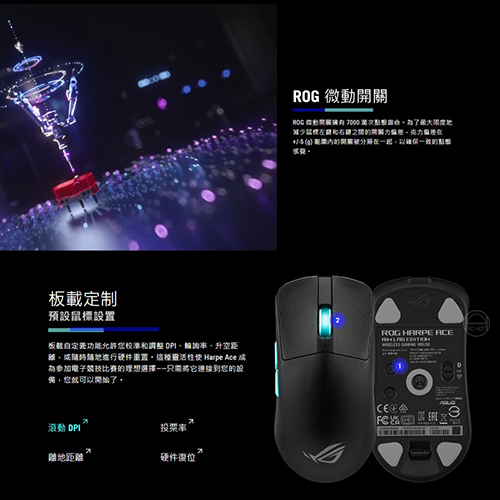 ROG 微動開關
ROG 微動開關擁有 7000 萬次點擊壽命。為了最大限度地
減少鼠標左鍵和右鍵之間的開關力偏差，克力偏差在
+/-5 (g) 範圍內的開關被分類在一起，以確保一致的點擊
感覺。
板載定制
預設鼠標設置
板載自定義功能允許您校準和調整 DPI、輪詢率、升空距
離，或隨時隨地進行硬件重置。這種靈活性使 Harpe Ace 成
為參加電子競技比賽的理想選擇——只需將它連接到您的設
備，您就可以開始了。
滾動 DPI
投票率
離地距離
硬件復位
2
ROG HARPE ACE
AIM LAB EDITION
WIRELESS GAMING MOUSE
1